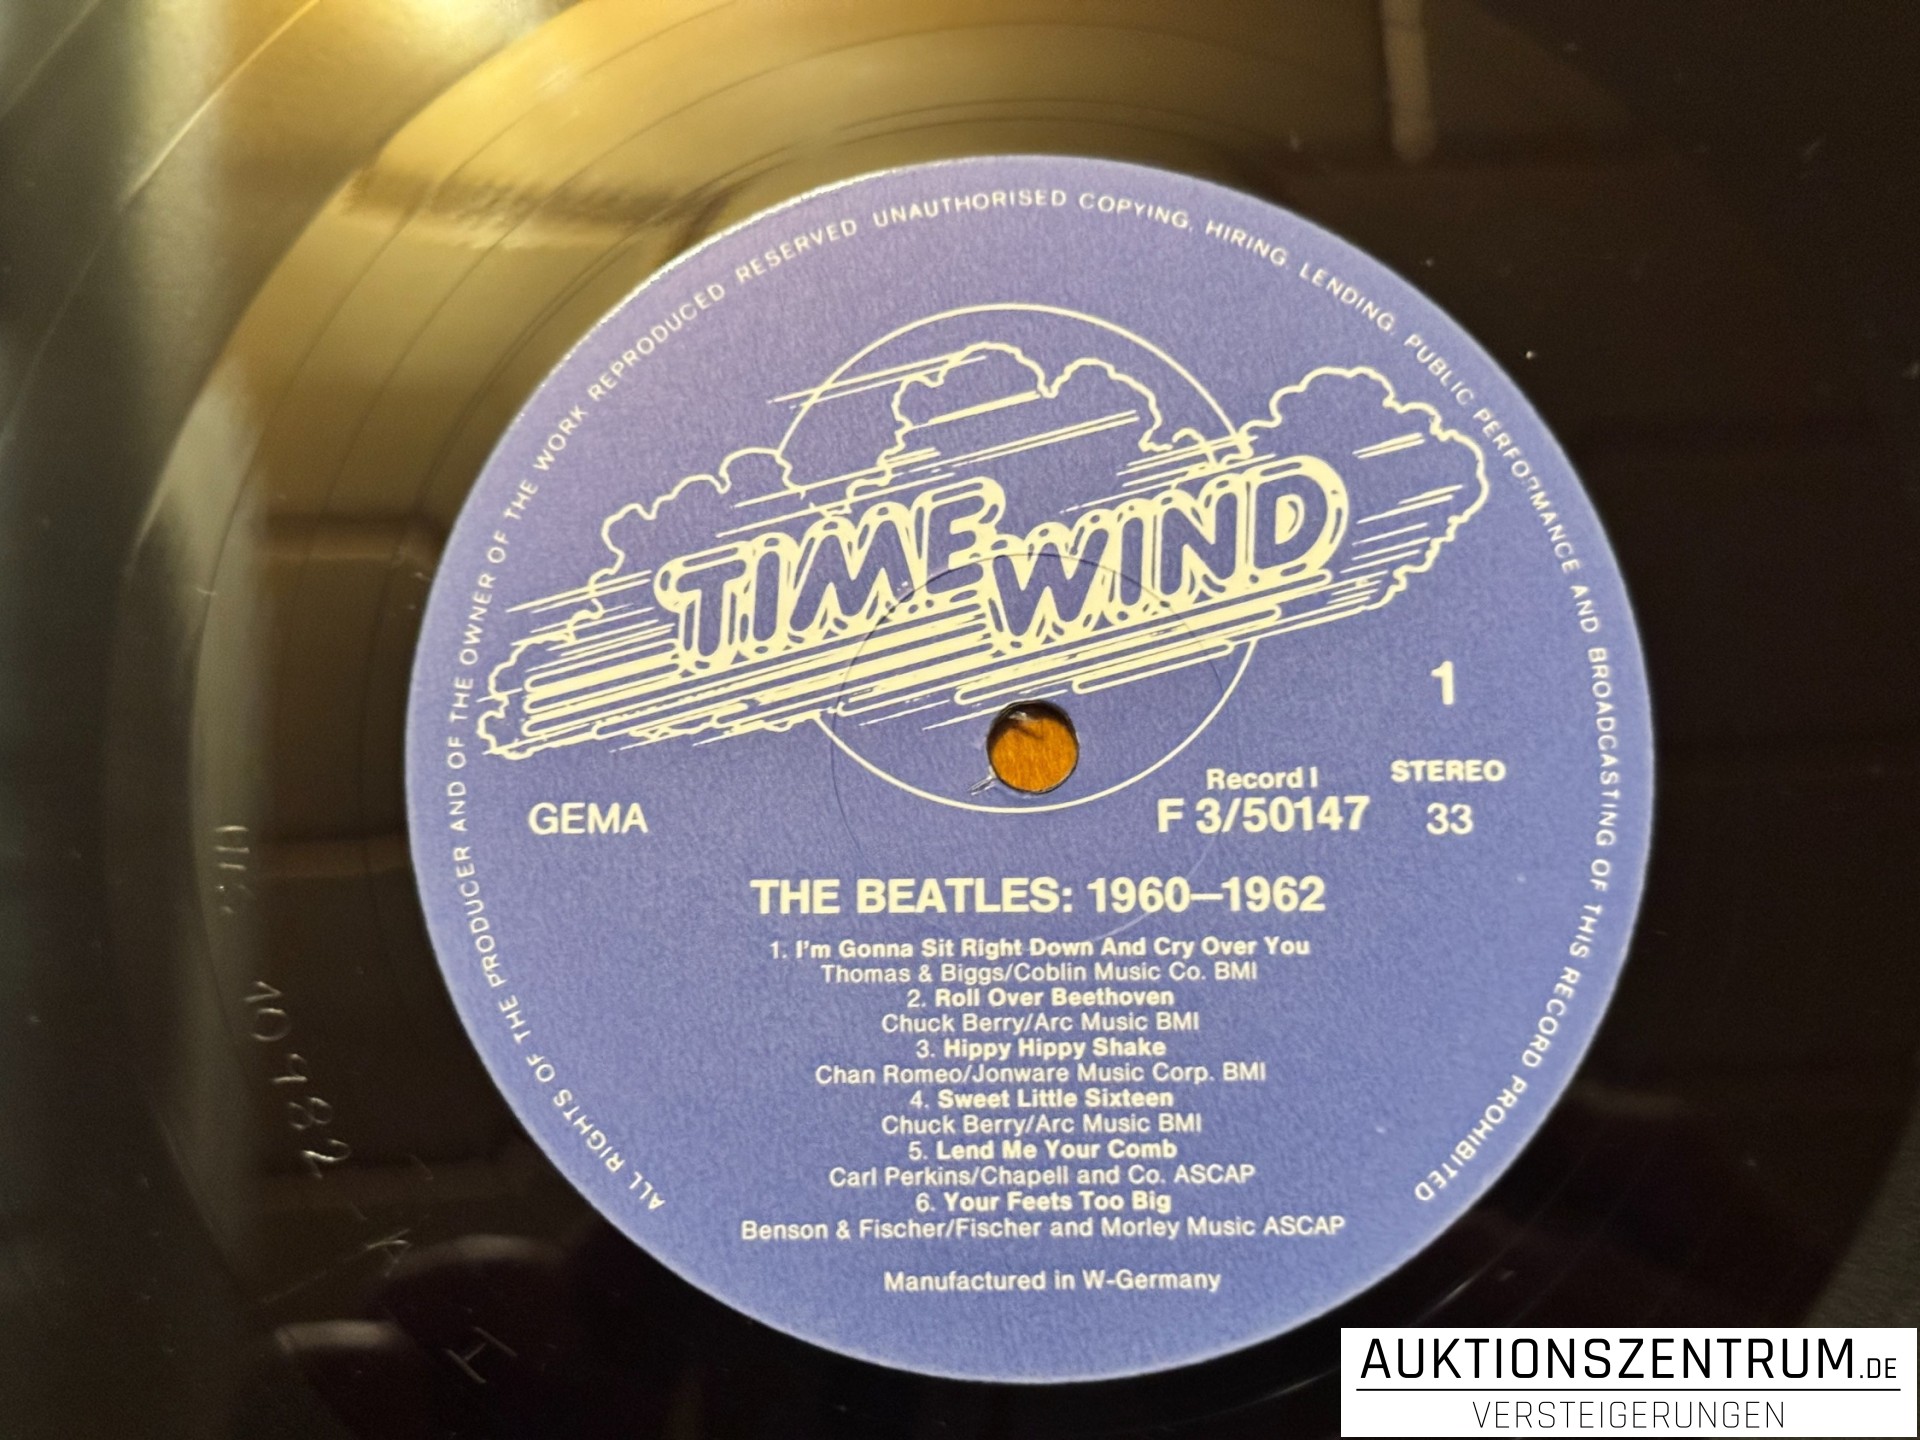 ALL RIGHTS OF THE PRODUCER AND OF THE OWNER OF THE WORK REPRODUCED RESERVED UNAUTHORISED COPYING, HIRING, LENDING, PUBLIC PERFORMANCE AND BROADCASTING OF THIS RECORD PROHIBITED
TIME WIND
1
GEMA
Record I
STEREO
F 3/50147
33
THE BEATLES: 1960–1962
1. I'm Gonna Sit Right Down And Cry Over You
Thomas & Biggs/Coblin Music Co. BMI
2. Roll Over Beethoven
Chuck Berry/Arc Music BMI
3. Hippy Hippy Shake
Chan Romeo/Jonware Music Corp. BMI
4. Sweet Little Sixteen
Chuck Berry/Arc Music BMI
5. Lend Me Your Comb
Carl Perkins/Chapell and Co. ASCAP
6. Your Feets Too Big
Benson & Fischer/Fischer and Morley Music ASCAP
Manufactured in W-Germany
AUKTIONSZENTRUM.DE
VERSTEIGERUNGEN